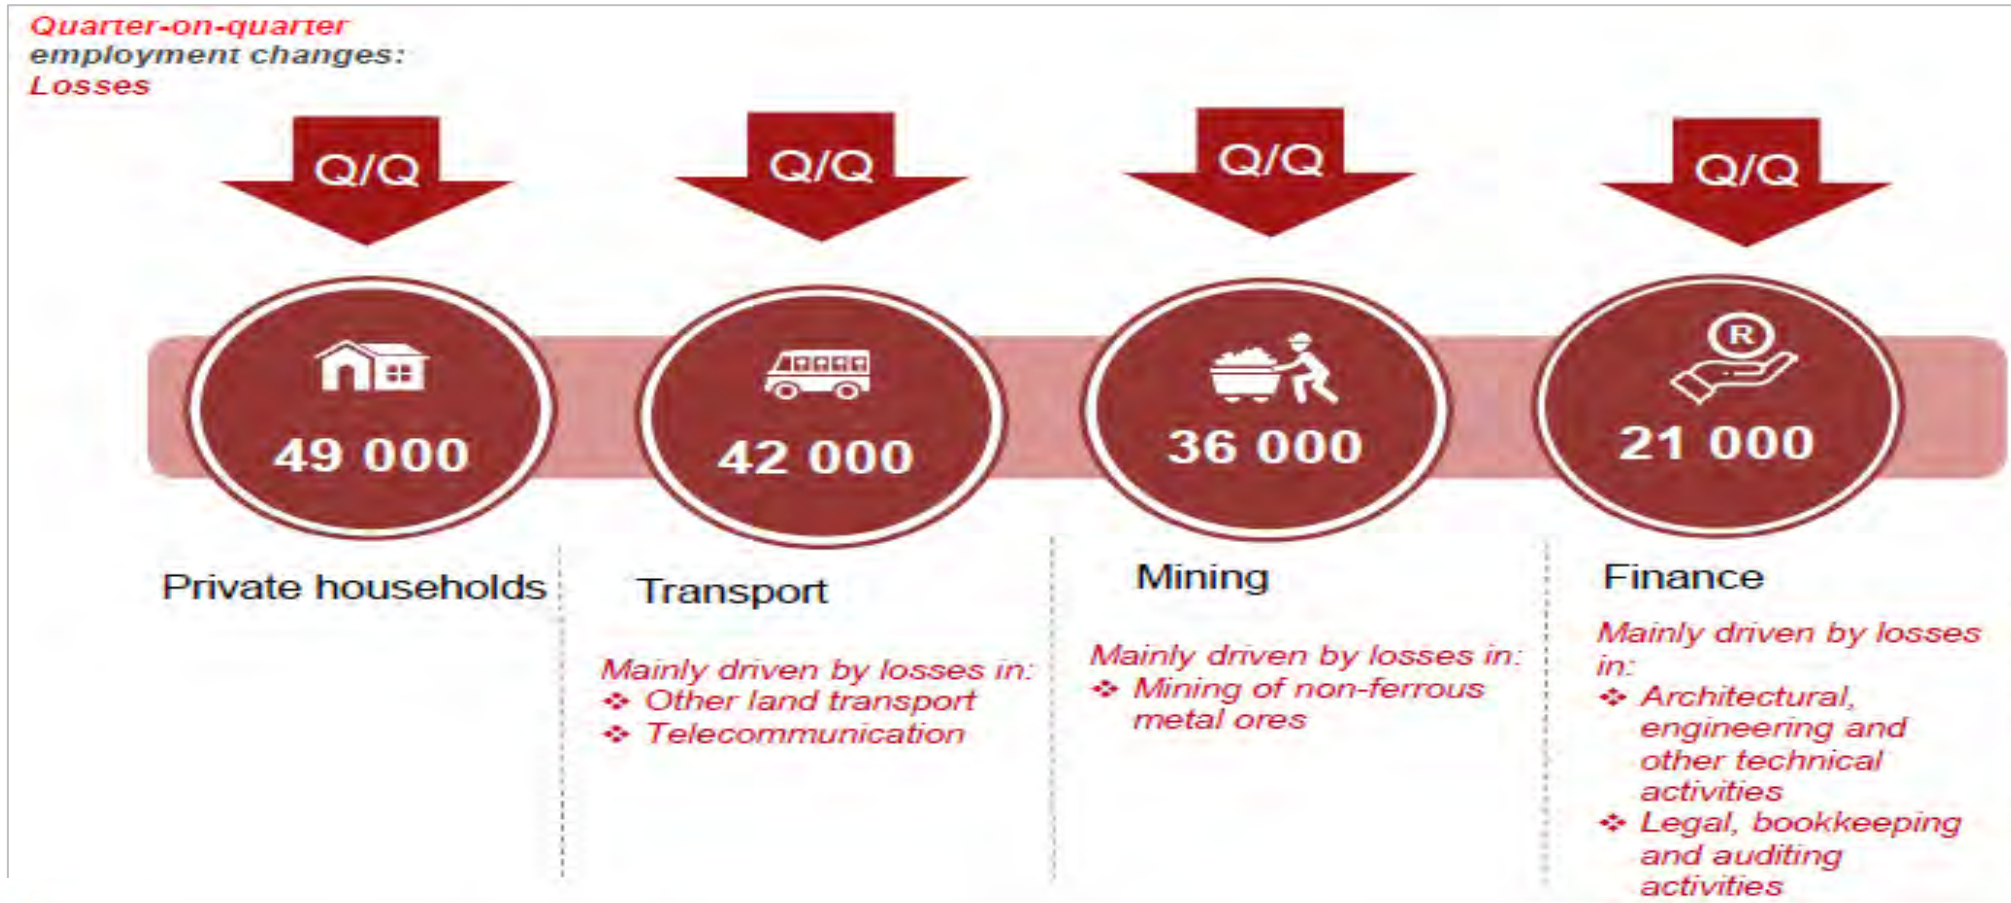 Quarter-on-quarter
employment changes:
Losses
Q/Q
Q/Q
Q/Q
Q/Q
49 000
42 000
36 000
R
21 000
Private households
Transport
Mainly driven by losses in:
❖ Other land transport
❖ Telecommunication
Mining
Mainly driven by losses in:
❖ Mining of non-ferrous
metal ores
Finance
Mainly driven by losses
in:
❖ Architectural,
engineering and
other technical
activities
❖ Legal, bookkeeping
and auditing
activities